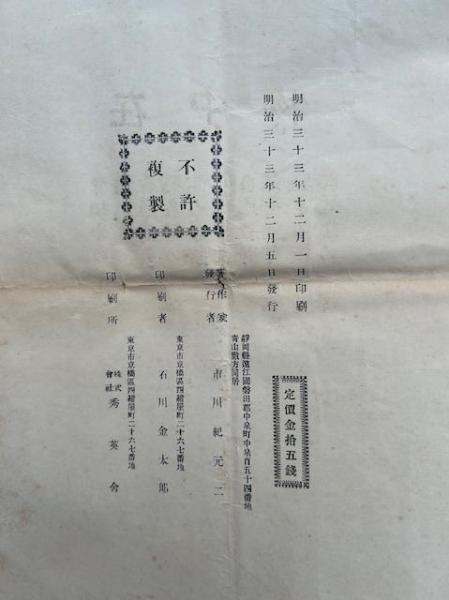 明治三十三年十二月一日印刷
明治三十三年十二月五日發行
定價金拾五錢
不許
複製
靜岡縣遠江國磐田郡中泉町中泉百五十四番地
青山敷方同居
著作家
發行者
市川紀元二
東京市京橋區西紺屋町二十六七番地
印刷者
石川金太郎
東京市京橋區西紺屋町二十六七番地
印刷所
株式
會社
秀英舍